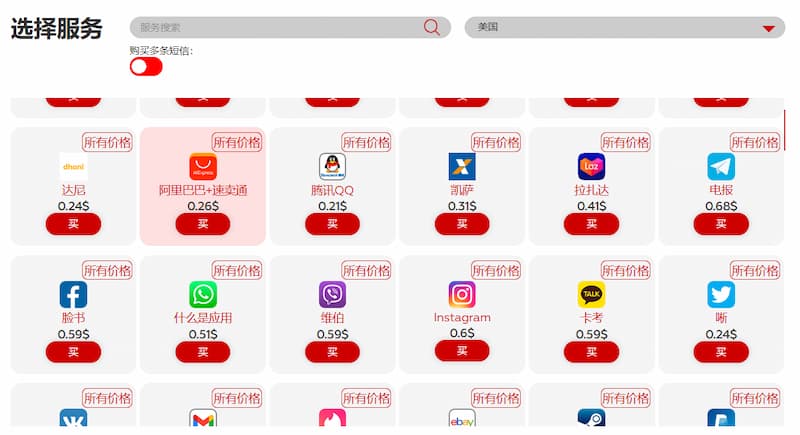 选择服务
服务搜索
美国
购买多条短信:
所有价格 所有价格 所有价格 所有价格 所有价格 所有价格
dhani AliExpress Laz
达尼 阿里巴巴+速卖通 腾讯QQ 凯萨 拉扎达 电报
0.24$ 0.26$ 0.21$ 0.31$ 0.41$ 0.68$
买 买 买 买 买 买
所有价格 所有价格 所有价格 所有价格 所有价格 所有价格
TALK
脸书 什么是应用 维伯 Instagram 卡考 唽
0.59$ 0.51$ 0.59$ 0.6$ 0.59$ 0.24$
买 买 买 买 买 买
所有价格 所有价格 所有价格 所有价格 所有价格 所有价格
ebay